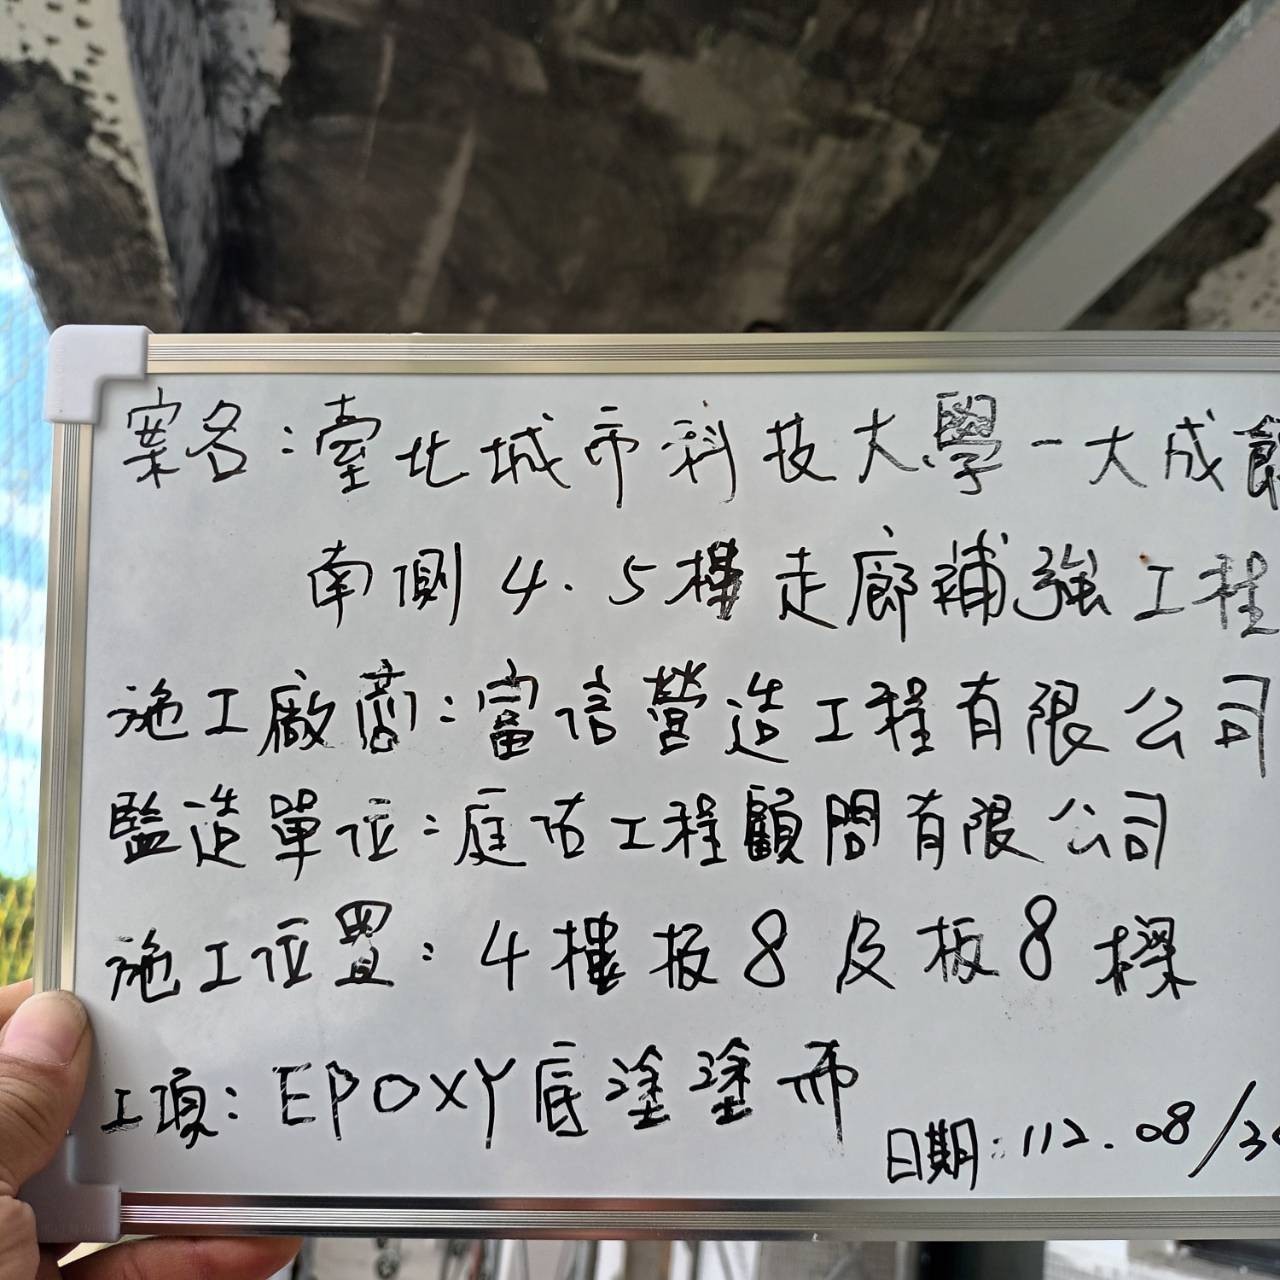 案名：臺北城市科技大學－大成館
南側4.5樓走廊補強工程
施工廠商：富信營造工程有限公司
監造單位：庭佑工程顧問有限公司
施工位置：4樓板8及板8樑
工項：EPOXY底塗塗布
日期：112.08/30